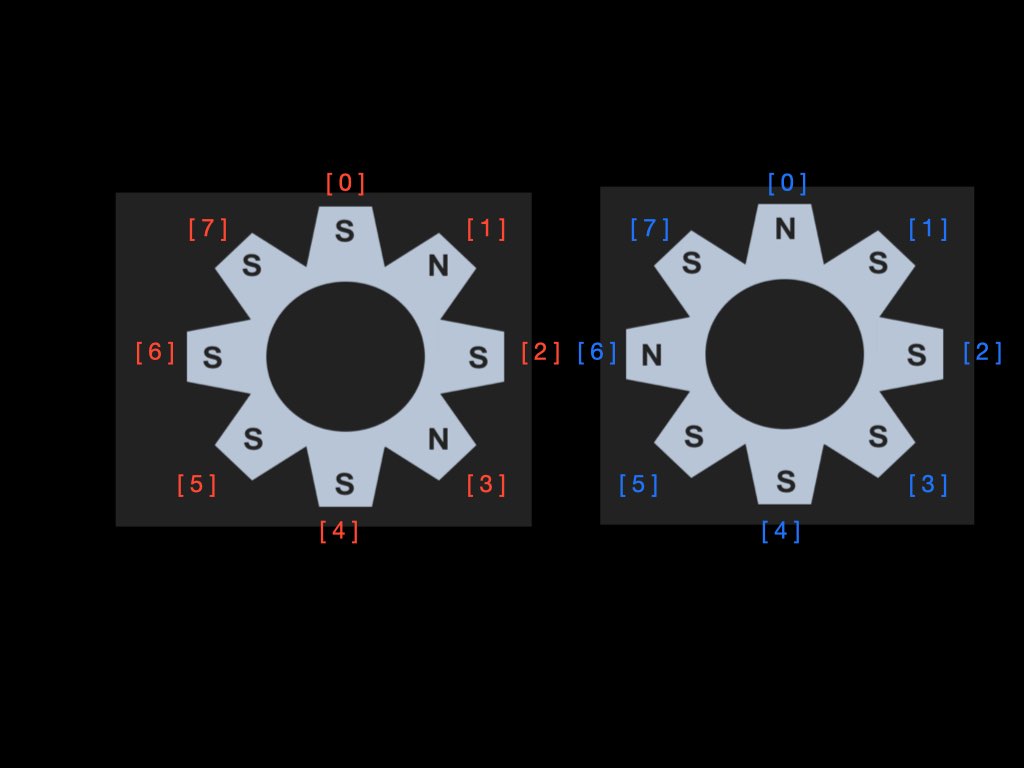 [0]
[7] S [1]
S N
[6] S S [2]
S N
[5] S [3]
[4]
[0]
[7] N [1]
S S
[6] N S [2]
S S
[5] S [3]
[4]